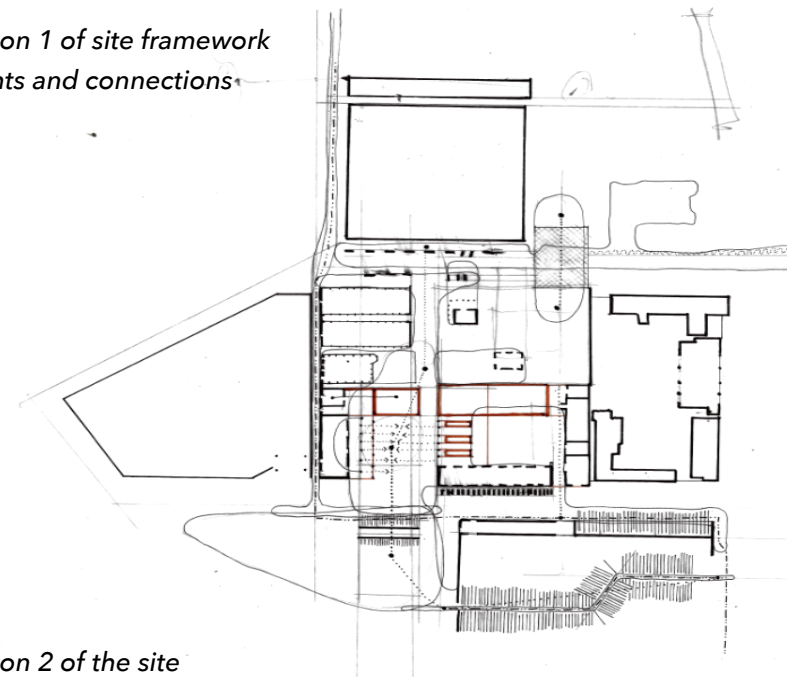 on 1 of site framework
nts and connections
on 2 of the site